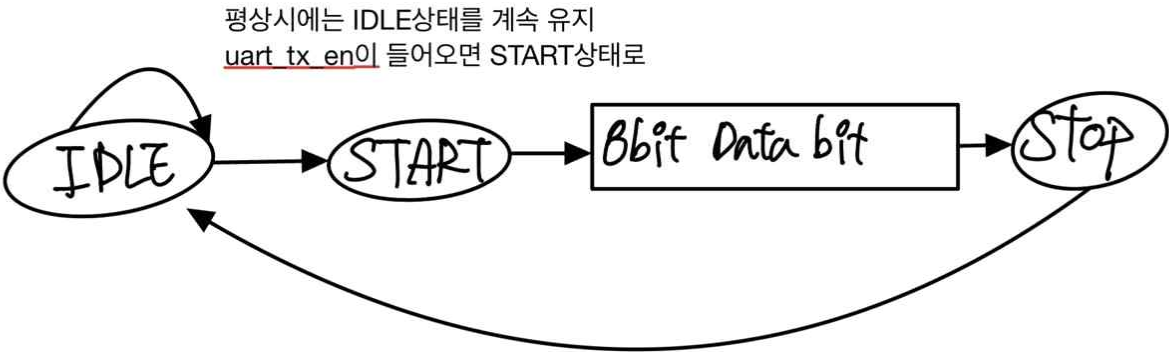 평상시에는 IDLE상태를 계속 유지
uart_tx_en이 들어오면 START상태로
IDLE
START
8bit Data bit
Stop